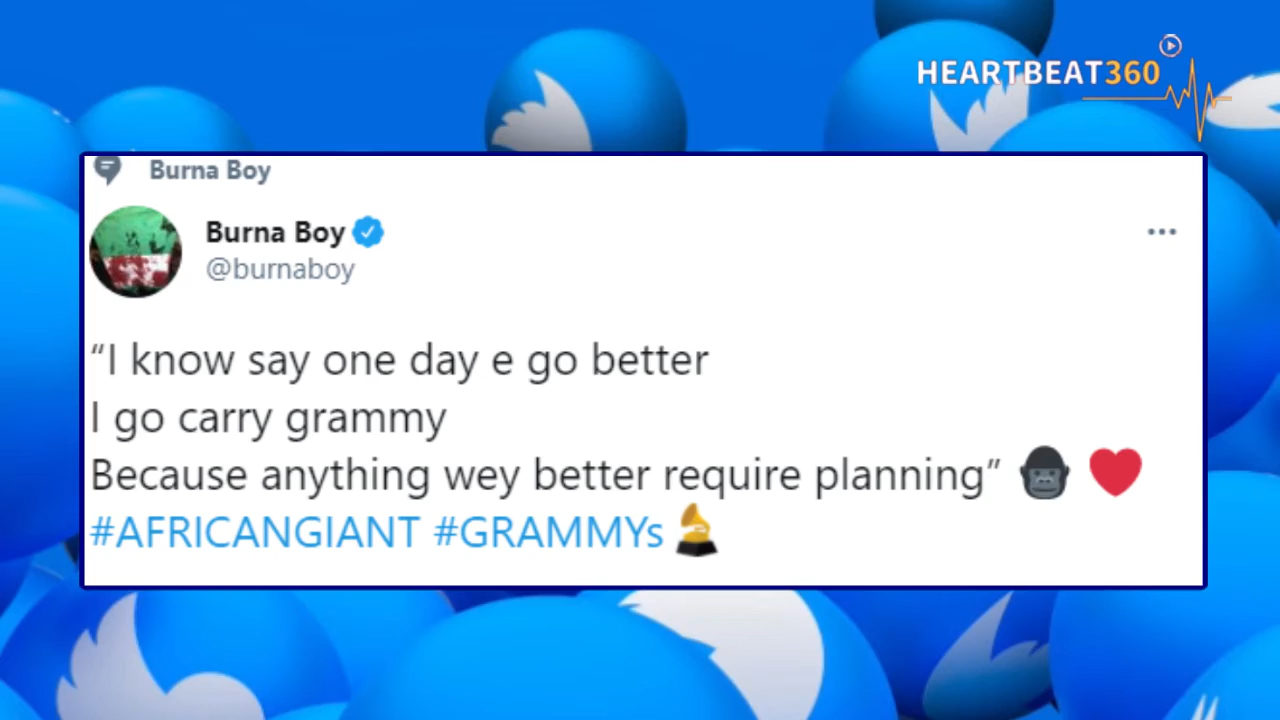 HEARTBEAT360
Burna Boy
Burna Boy
@burnaboy
“I know say one day e go better
I go carry grammy
Because anything wey better require planning” 🦍 ❤️
#AFRICANGIANT #GRAMMYs